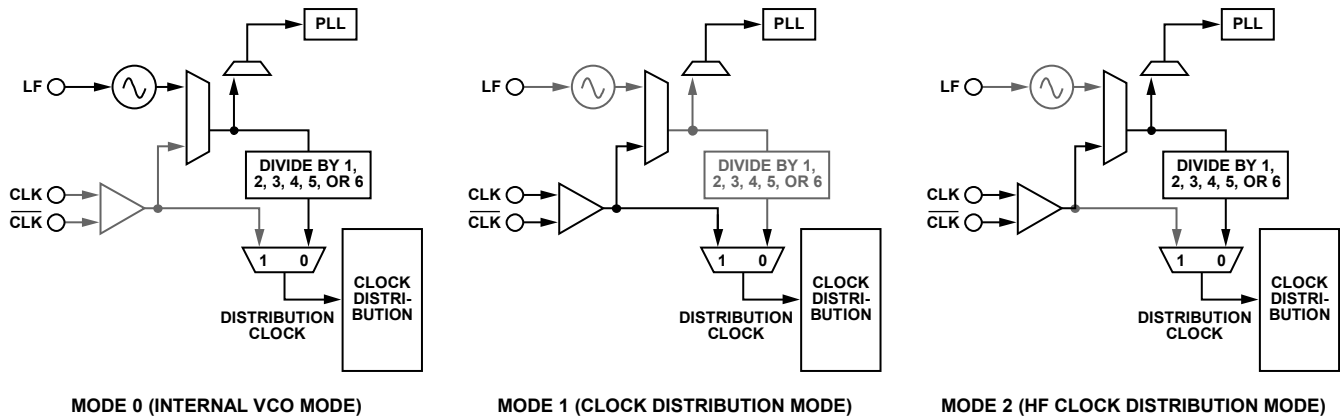 PLL
LF
DIVIDE BY 1,
2, 3, 4, 5, OR 6
CLK
CLK
1 0
CLOCK
DISTRI-
BUTION
DISTRIBUTION
CLOCK
MODE 0 (INTERNAL VCO MODE)
PLL
LF
DIVIDE BY 1,
2, 3, 4, 5, OR 6
CLK
CLK
1 0
CLOCK
DISTRI-
BUTION
DISTRIBUTION
CLOCK
MODE 1 (CLOCK DISTRIBUTION MODE)
PLL
LF
DIVIDE BY 1,
2, 3, 4, 5, OR 6
CLK
CLK
1 0
CLOCK
DISTRI-
BUTION
DISTRIBUTION
CLOCK
MODE 2 (HF CLOCK DISTRIBUTION MODE)